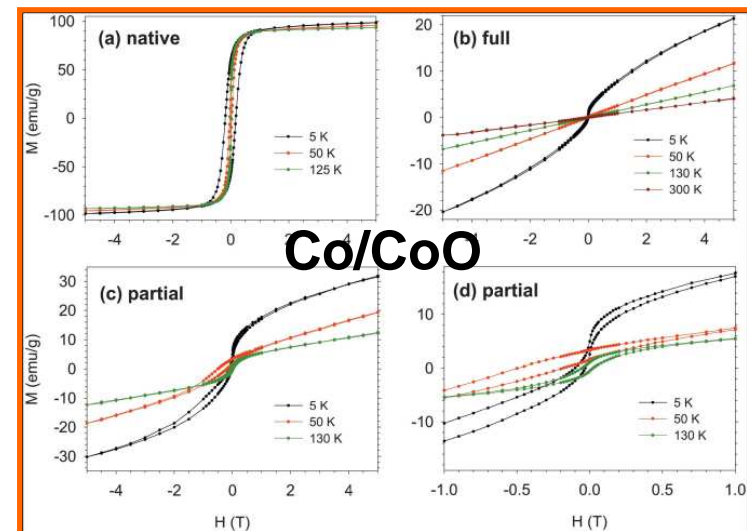 (a) native
M (emu/g)
100
50
0
-50
-100
5 K
50 K
125 K
-4 -2 0 2 4
(b) full
20
10
0
-10
-20
5 K
50 K
130 K
300 K
-4 -2 0 2 4
Co/CoO
(c) partial
M (emu/g)
30
20
10
0
-10
-20
-30
5 K
50 K
130 K
-4 -2 0 2 4
H (T)
(d) partial
10
0
-10
5 K
50 K
130 K
-1.0 -0.5 0.0 0.5 1.0
H (T)